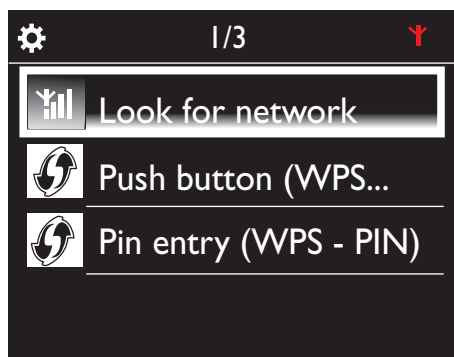 1/3
Look for network
Push button (WPS...
Pin entry (WPS - PIN)